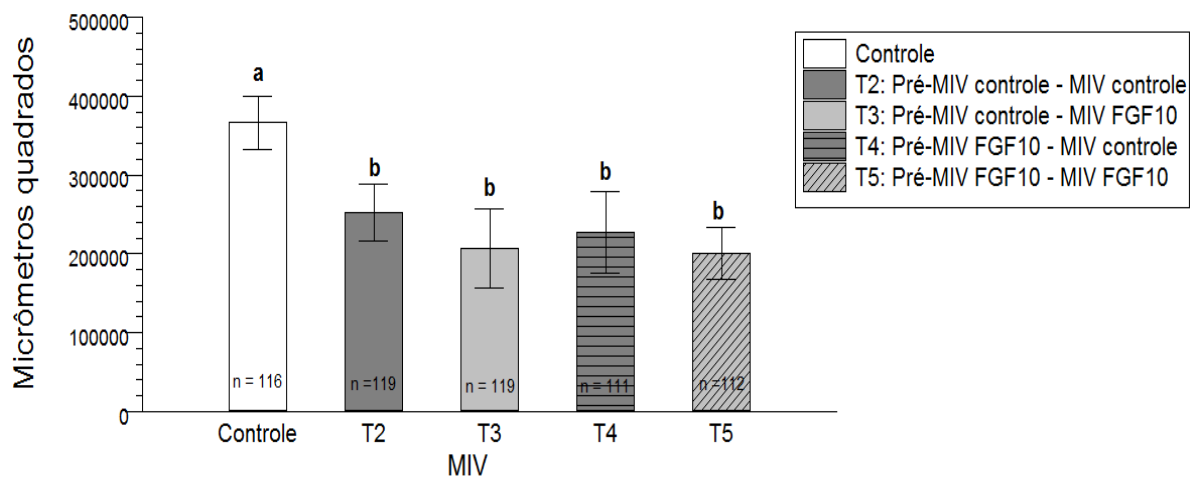 Micrômetros quadrados
500000
400000
300000
200000
100000
0
a
b
b
b
b
n = 116
n =119
n = 119
n = 111
n =112
Controle
T2
T3
T4
T5
MIV
Controle
T2: Pré-MIV controle - MIV controle
T3: Pré-MIV controle - MIV FGF10
T4: Pré-MIV FGF10 - MIV controle
T5: Pré-MIV FGF10 - MIV FGF10